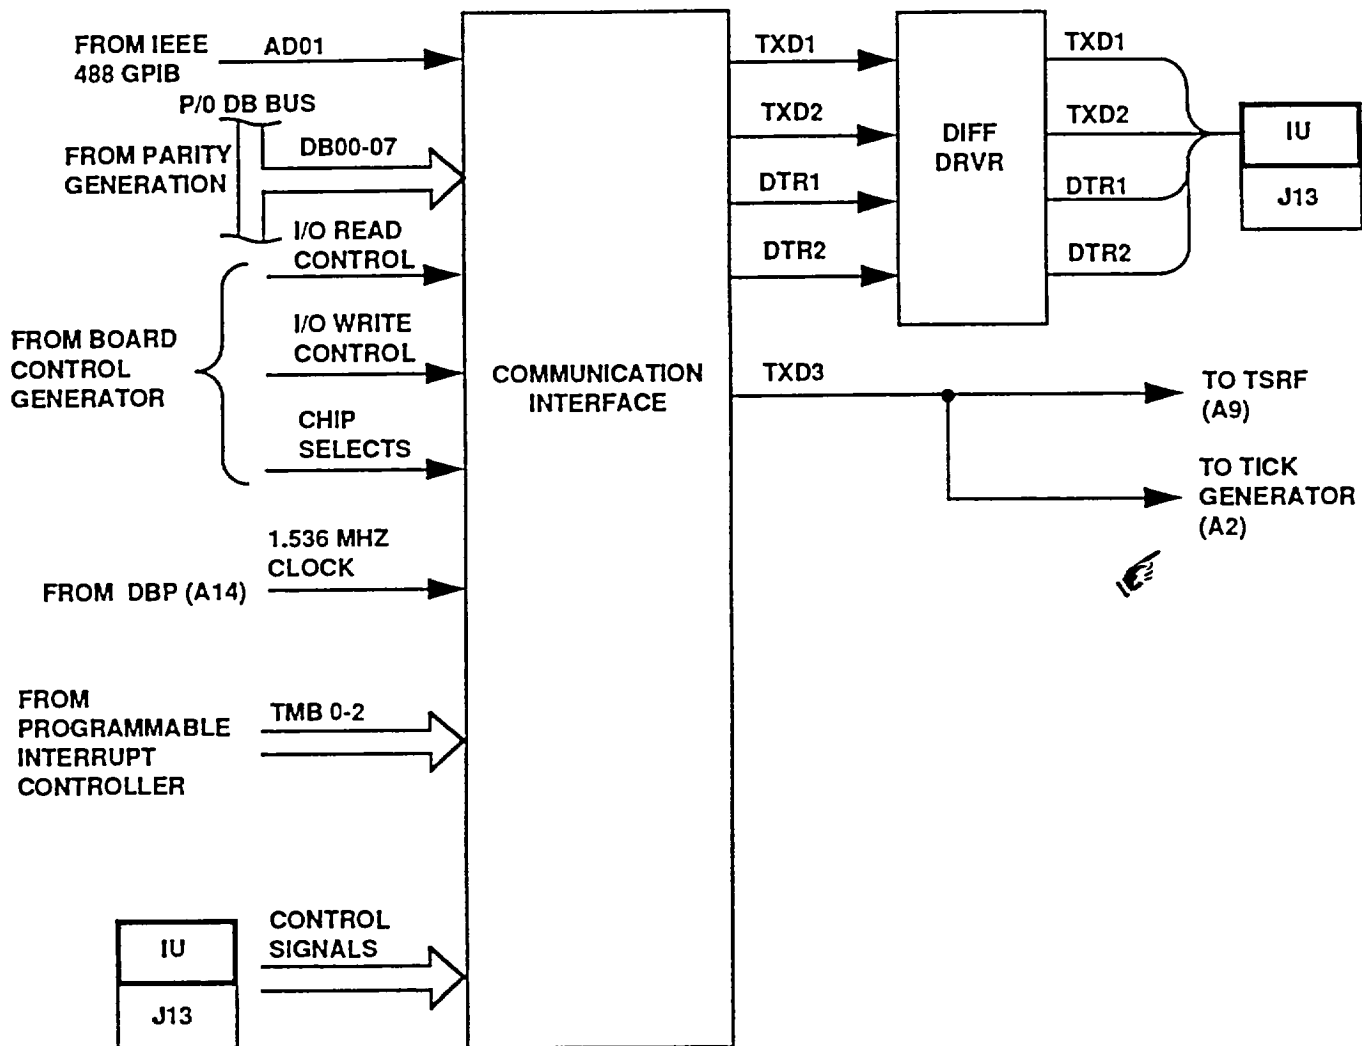 FROM IEEE
488 GPIB
AD01
P/0 DB BUS
FROM PARITY
GENERATION
DB00-07
I/O READ
CONTROL
FROM BOARD
CONTROL
GENERATOR
I/O WRITE
CONTROL
CHIP
SELECTS
1.536 MHZ
CLOCK
FROM DBP (A14)
FROM
PROGRAMMABLE
INTERRUPT
CONTROLLER
TMB 0-2
IU
J13
CONTROL
SIGNALS
COMMUNICATION
INTERFACE
TXD1
TXD2
DTR1
DTR2
DIFF
DRVR
TXD1
TXD2
DTR1
DTR2
IU
J13
TXD3
TO TSRF
(A9)
TO TICK
GENERATOR
(A2)